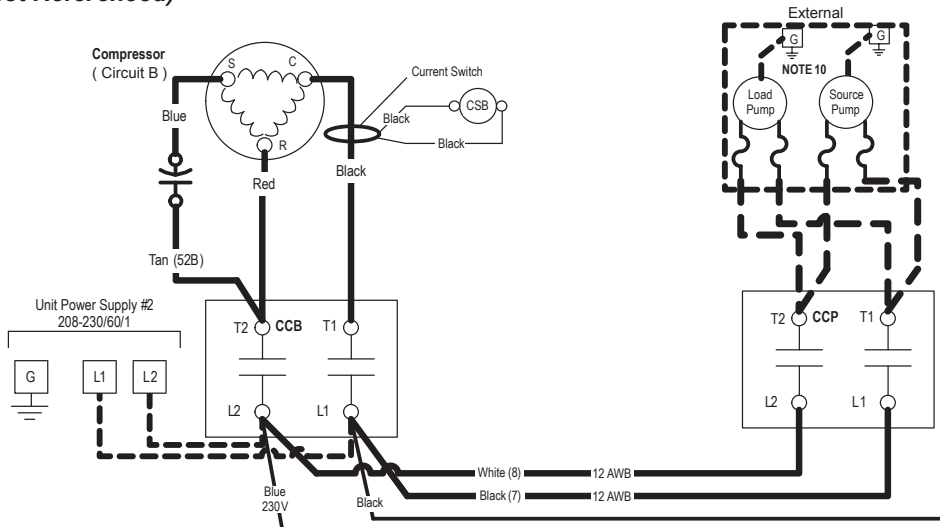 External
Compressor
( Circuit B )
S
C
R
Current Switch
CSB
Black
Black
Blue
Red
Black
Tan (52B)
G
G
NOTE 10
Load
Pump
Source
Pump
Unit Power Supply #2
208-230/60/1
G
L1
L2
T2
CCB
T1
L2
L1
T2
CCP
T1
L2
L1
White (8)
12 AWB
Black (7)
12 AWB
Blue
230V
Black